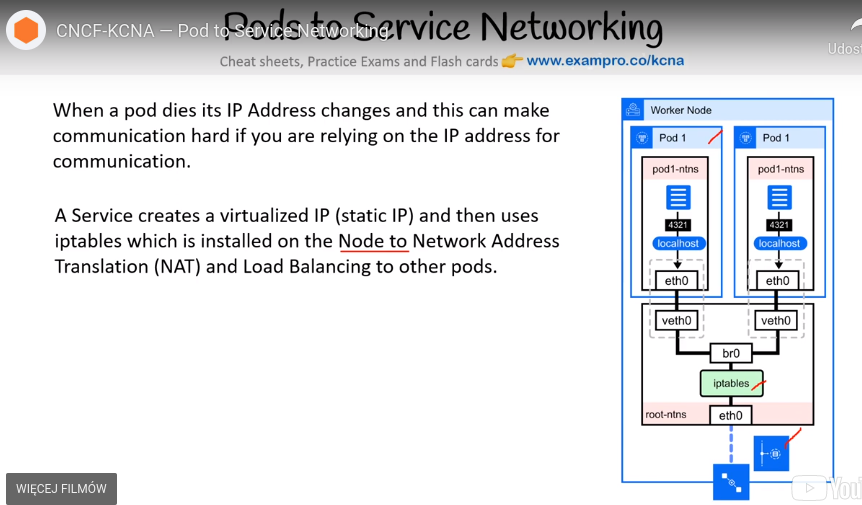 Pods to Service Networking
CNCF-KCNA — Pod to Service Networking
Udost
Cheat sheets, Practice Exams and Flash cards 👉 www.exampro.co/kcna
When a pod dies its IP Address changes and this can make
communication hard if you are relying on the IP address for
communication.
A Service creates a virtualized IP (static IP) and then uses
iptables which is installed on the Node to Network Address
Translation (NAT) and Load Balancing to other pods.
Worker Node
Pod 1
Pod 1
pod1-ntns
pod1-ntns
4321
4321
localhost
localhost
eth0
eth0
veth0
veth0
br0
iptables
root-ntns
eth0
WIĘCEJ FILMÓW
YouT